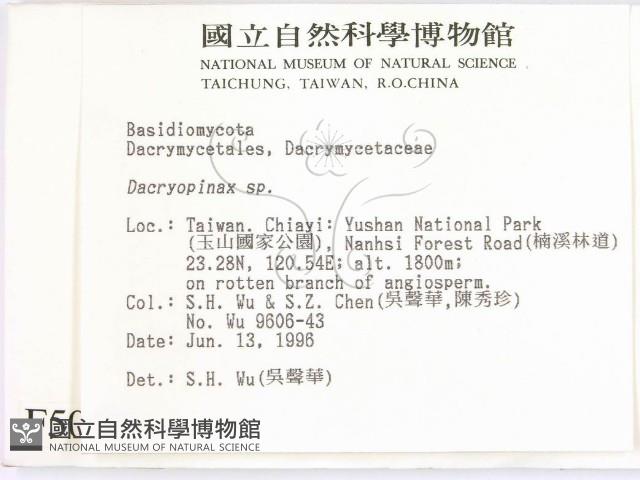 國立自然科學博物館
NATIONAL MUSEUM OF NATURAL SCIENCE
TAICHUNG, TAIWAN, R.O.CHINA
Basidiomycota
Dacrymycetales, Dacrymycetaceae
Dacryopinax sp.
Loc.: Taiwan. Chiayi: Yushan National Park
(玉山國家公園), Nanhsi Forest Road(楠溪林道)
23.28N, 120.54E; alt. 1800m;
on rotten branch of angiosperm.
Col.: S.H. Wu & S.Z. Chen(吳聲華,陳秀珍)
No. Wu 9606-43
Date: Jun. 13, 1996
Det.: S.H. Wu(吳聲華)
國立自然科學博物館
NATIONAL MUSEUM OF NATURAL SCIENCE